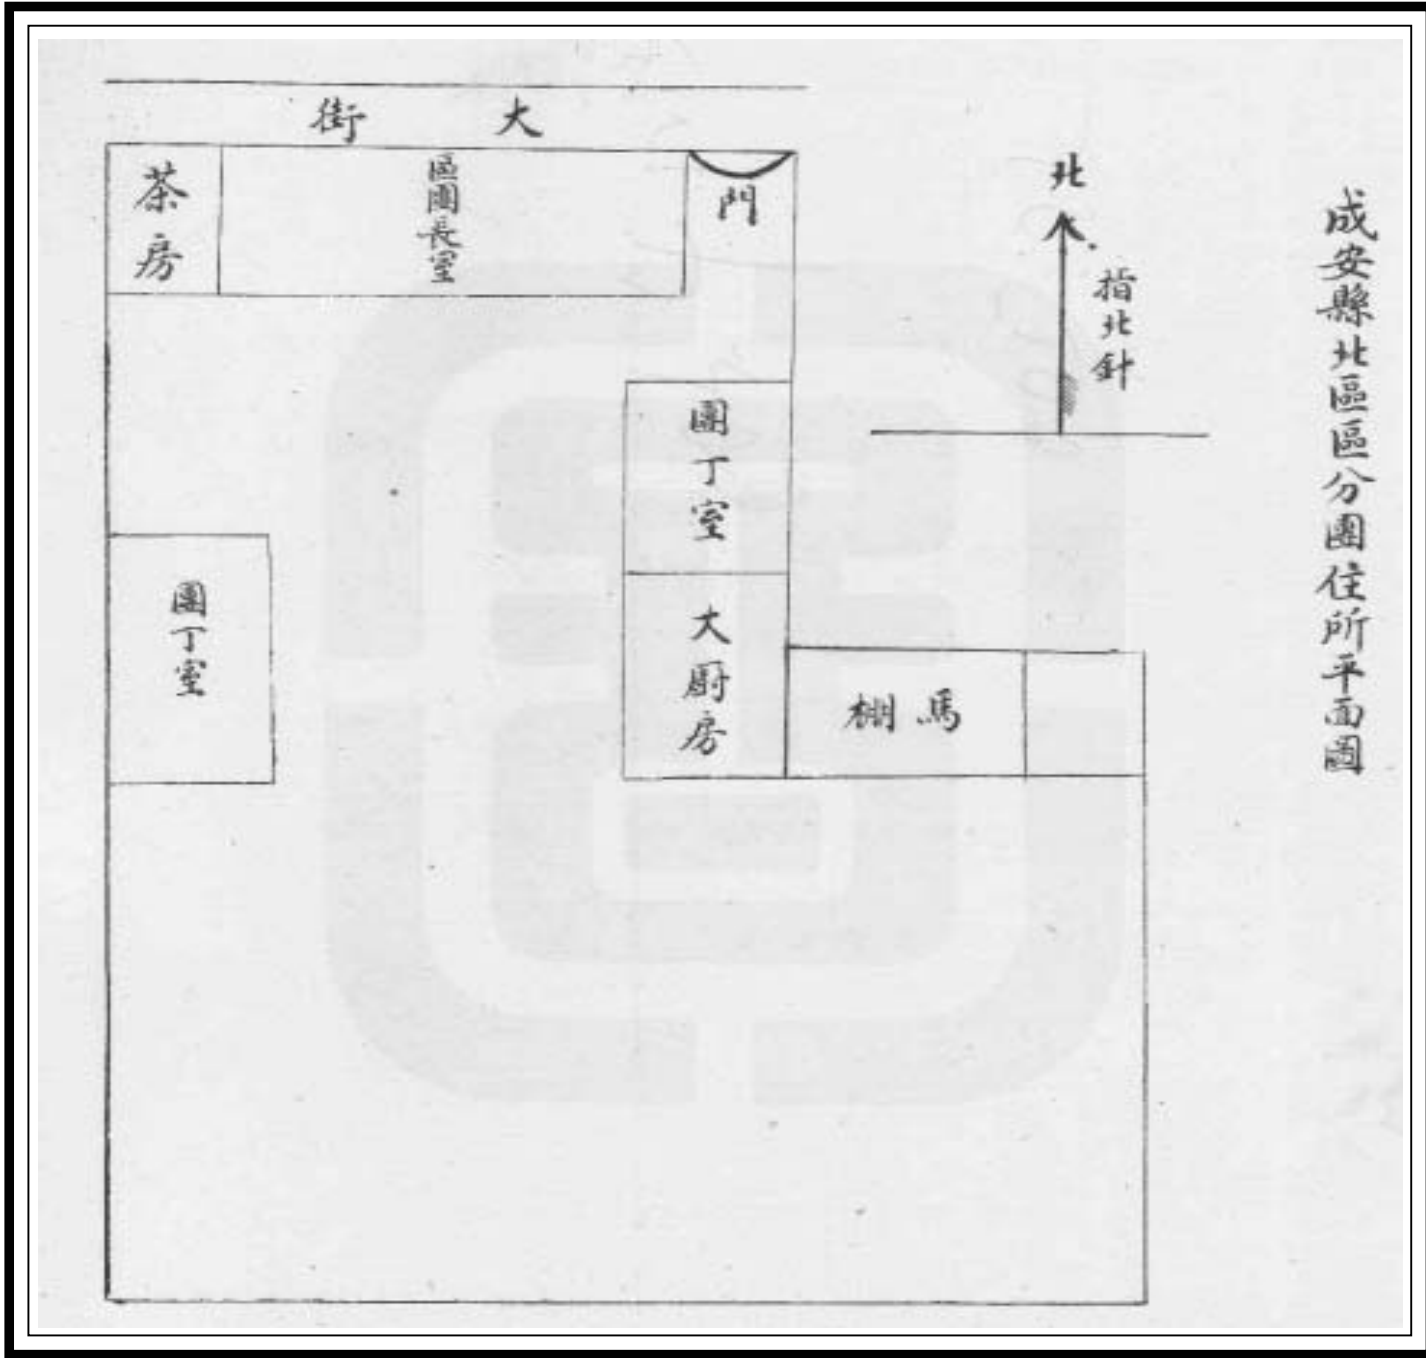 成安縣北區區分團住所平面圖
北
指北針
大街
門
區團長室
茶房
團丁室
大厨房
馬棚
團丁室